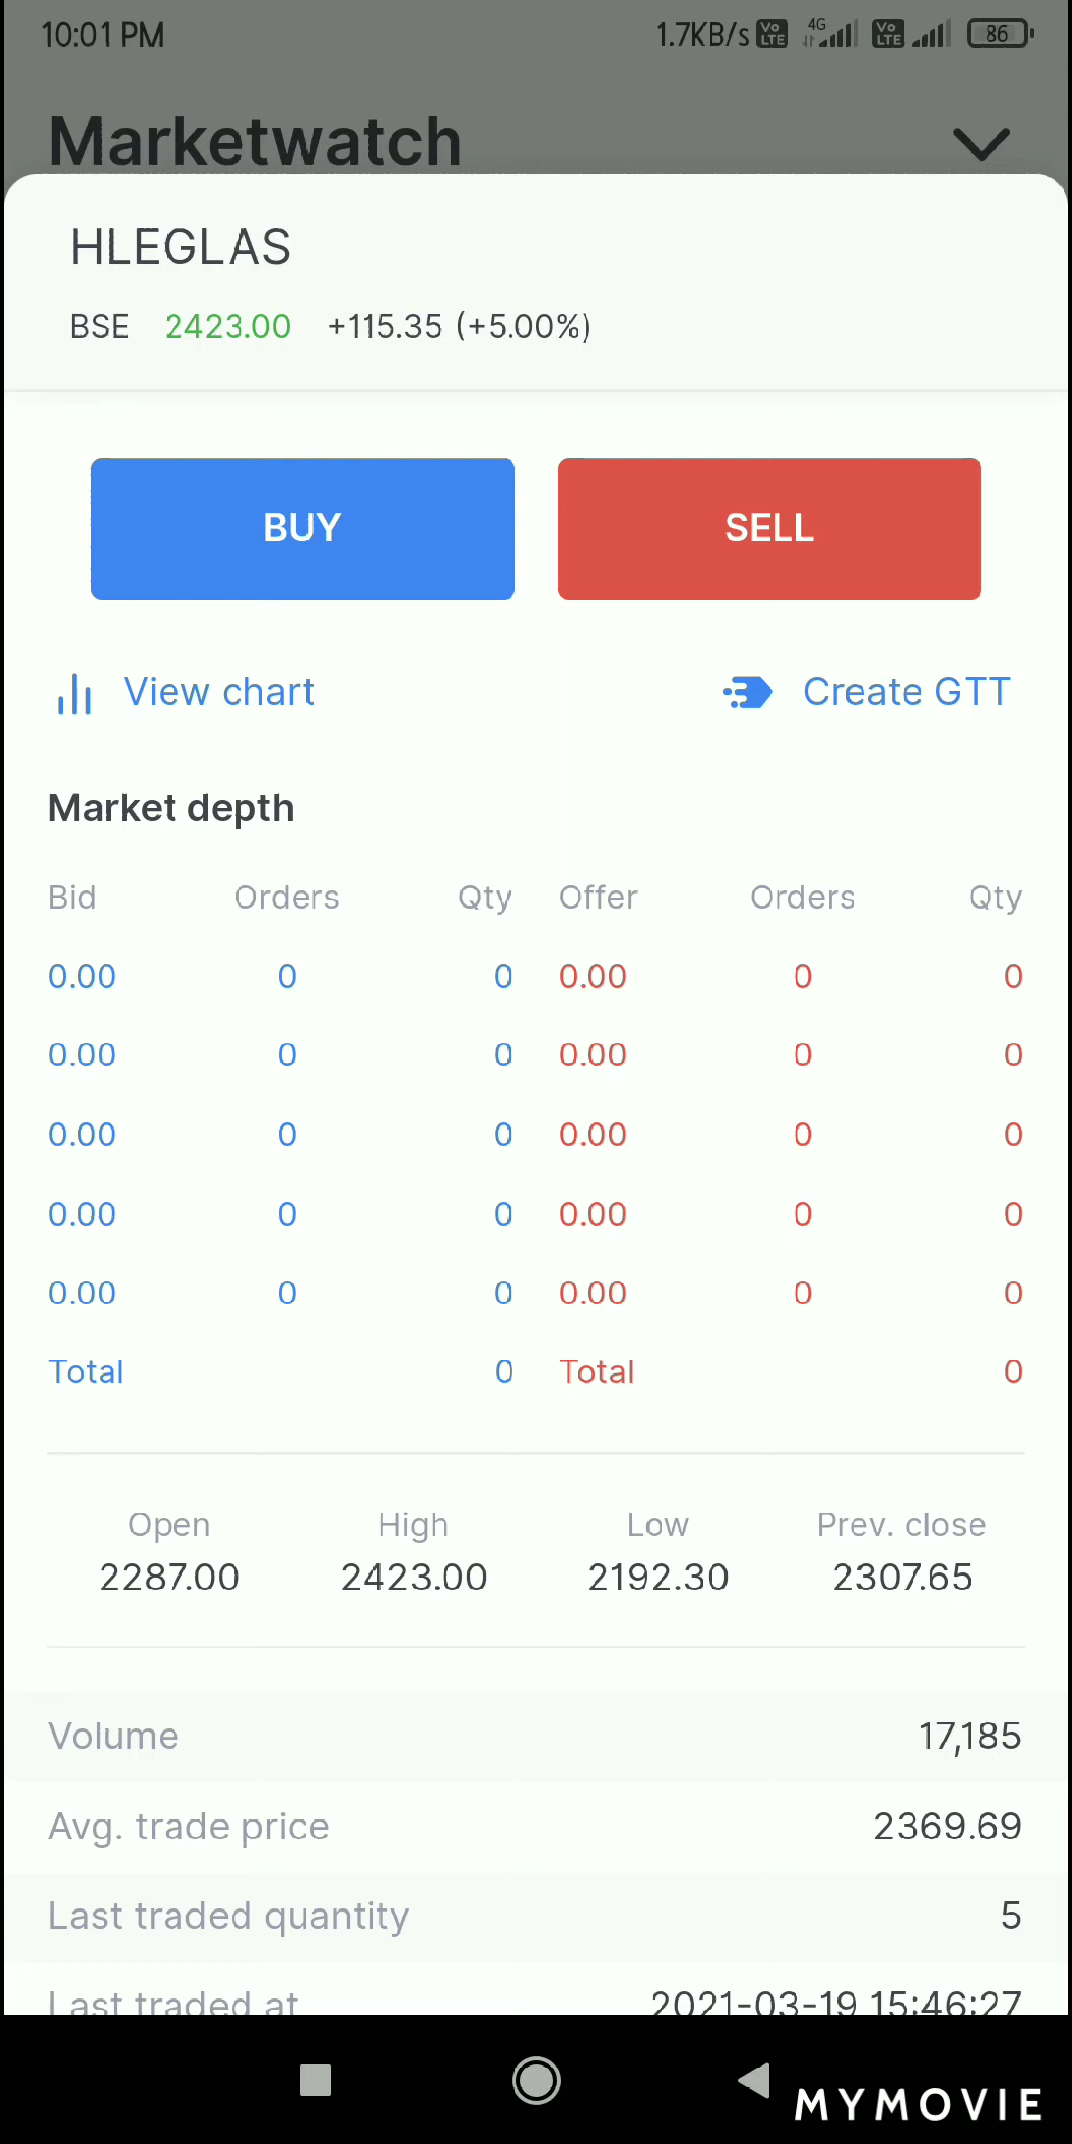 10:01 PM 1.7KB/s Vo LTE 4G Vo LTE 86
Marketwatch
HLEGLAS
BSE 2423.00 +115.35 (+5.00%)
BUY SELL
View chart Create GTT
Market depth
Bid Orders Qty Offer Orders Qty
0.00 0 0 0.00 0 0
0.00 0 0 0.00 0 0
0.00 0 0 0.00 0 0
0.00 0 0 0.00 0 0
0.00 0 0 0.00 0 0
Total 0 Total 0
Open High Low Prev. close
2287.00 2423.00 2192.30 2307.65
Volume 17,185
Avg. trade price 2369.69
Last traded quantity 5
Last traded at 2021-03-19 15:46:27
MYMOVIE